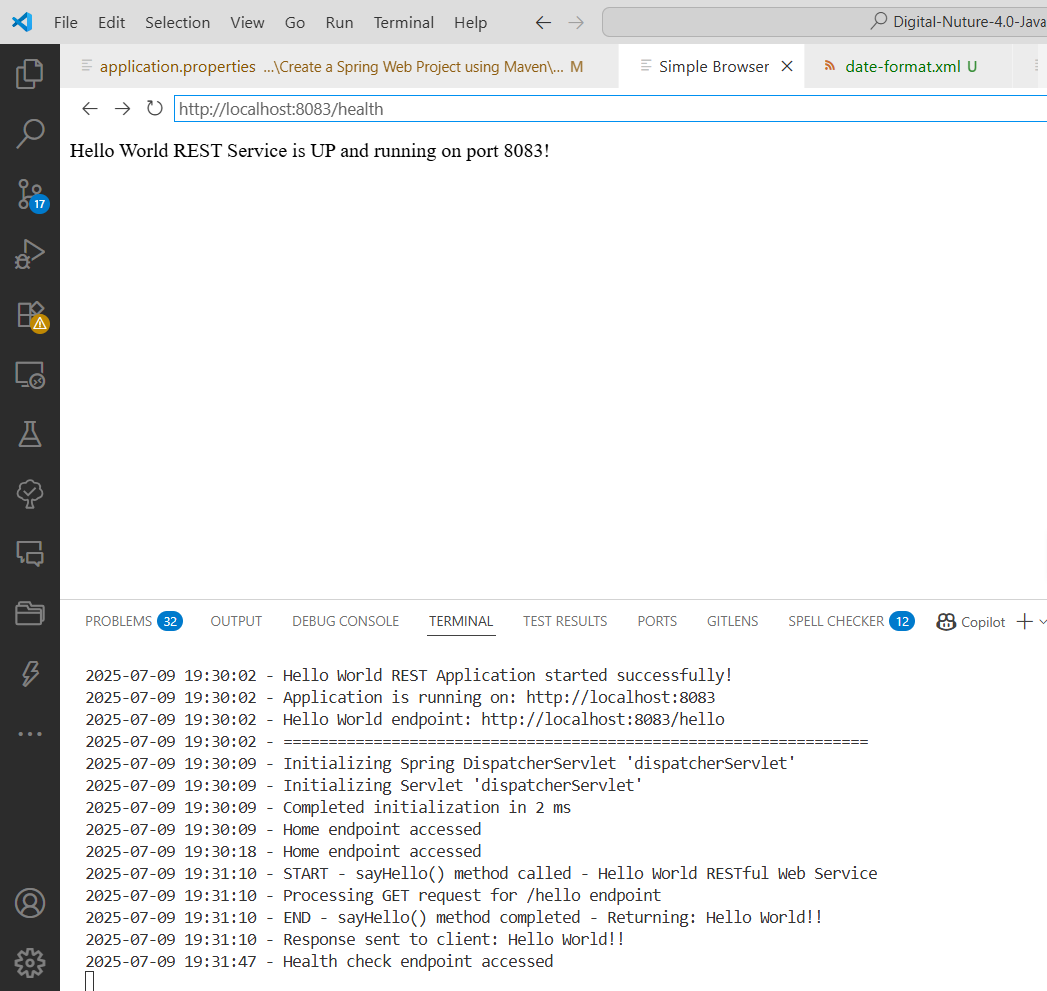 File Edit Selection View Go Run Terminal Help Digital-Nuture-4.0-Java
application.properties ...\Create a Spring Web Project using Maven\... M Simple Browser date-format.xml U
http://localhost:8083/health
Hello World REST Service is UP and running on port 8083!
17
PROBLEMS 32 OUTPUT DEBUG CONSOLE TERMINAL TEST RESULTS PORTS GITLENS SPELL CHECKER 12 Copilot
2025-07-09 19:30:02 - Hello World REST Application started successfully!
2025-07-09 19:30:02 - Application is running on: http://localhost:8083
2025-07-09 19:30:02 - Hello World endpoint: http://localhost:8083/hello
2025-07-09 19:30:02 - =================================================================
2025-07-09 19:30:09 - Initializing Spring DispatcherServlet 'dispatcherServlet'
2025-07-09 19:30:09 - Initializing Servlet 'dispatcherServlet'
2025-07-09 19:30:09 - Completed initialization in 2 ms
2025-07-09 19:30:09 - Home endpoint accessed
2025-07-09 19:30:18 - Home endpoint accessed
2025-07-09 19:31:10 - START - sayHello() method called - Hello World RESTful Web Service
2025-07-09 19:31:10 - Processing GET request for /hello endpoint
2025-07-09 19:31:10 - END - sayHello() method completed - Returning: Hello World!!
2025-07-09 19:31:10 - Response sent to client: Hello World!!
2025-07-09 19:31:47 - Health check endpoint accessed